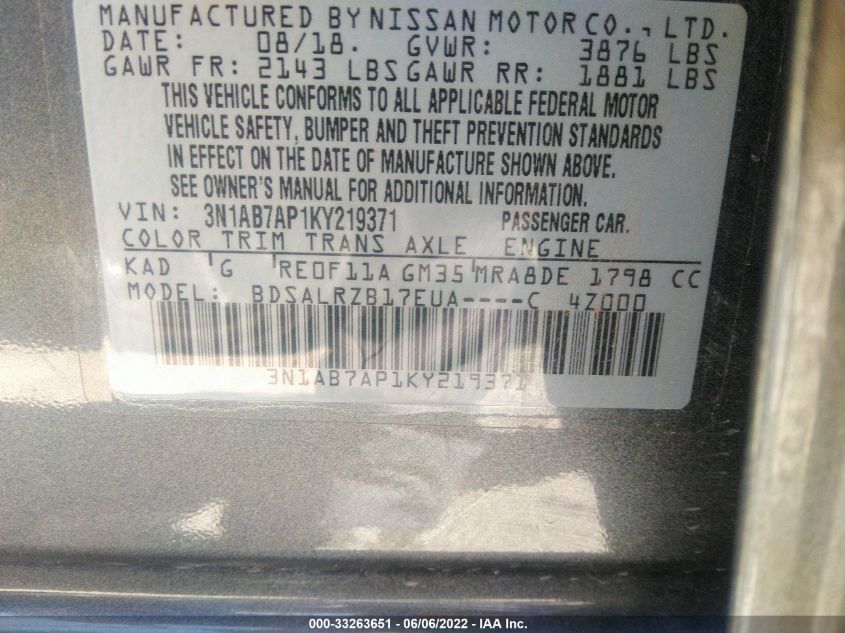 MANUFACTURED BY NISSAN MOTOR CO., LTD.
DATE: 08/18. GVWR: 3876 LBS
GAWR FR: 2143 LBS GAWR RR: 1881 LBS
THIS VEHICLE CONFORMS TO ALL APPLICABLE FEDERAL MOTOR
VEHICLE SAFETY, BUMPER AND THEFT PREVENTION STANDARDS
IN EFFECT ON THE DATE OF MANUFACTURE SHOWN ABOVE.
SEE OWNER'S MANUAL FOR ADDITIONAL INFORMATION.
VIN: 3N1AB7AP1KY219371 PASSENGER CAR.
COLOR TRIM TRANS AXLE ENGINE
KAD G RE0F11A GM35 MRA8DE 1798 CC
MODEL: BDSALRZB17EUA----C 4Z000
3N1AB7AP1KY219371
000-33263651 - 06/06/2022 - IAA Inc.